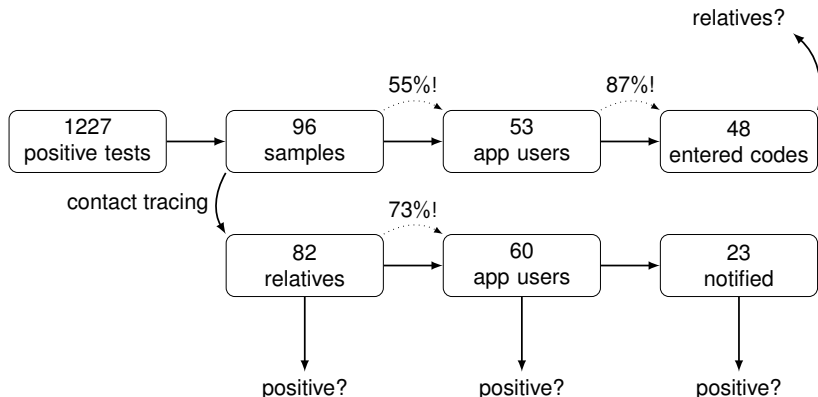 relatives?
55%!
87%!
1227
positive tests
96
samples
53
app users
48
entered codes
contact tracing
73%!
82
relatives
60
app users
23
notified
positive?
positive?
positive?